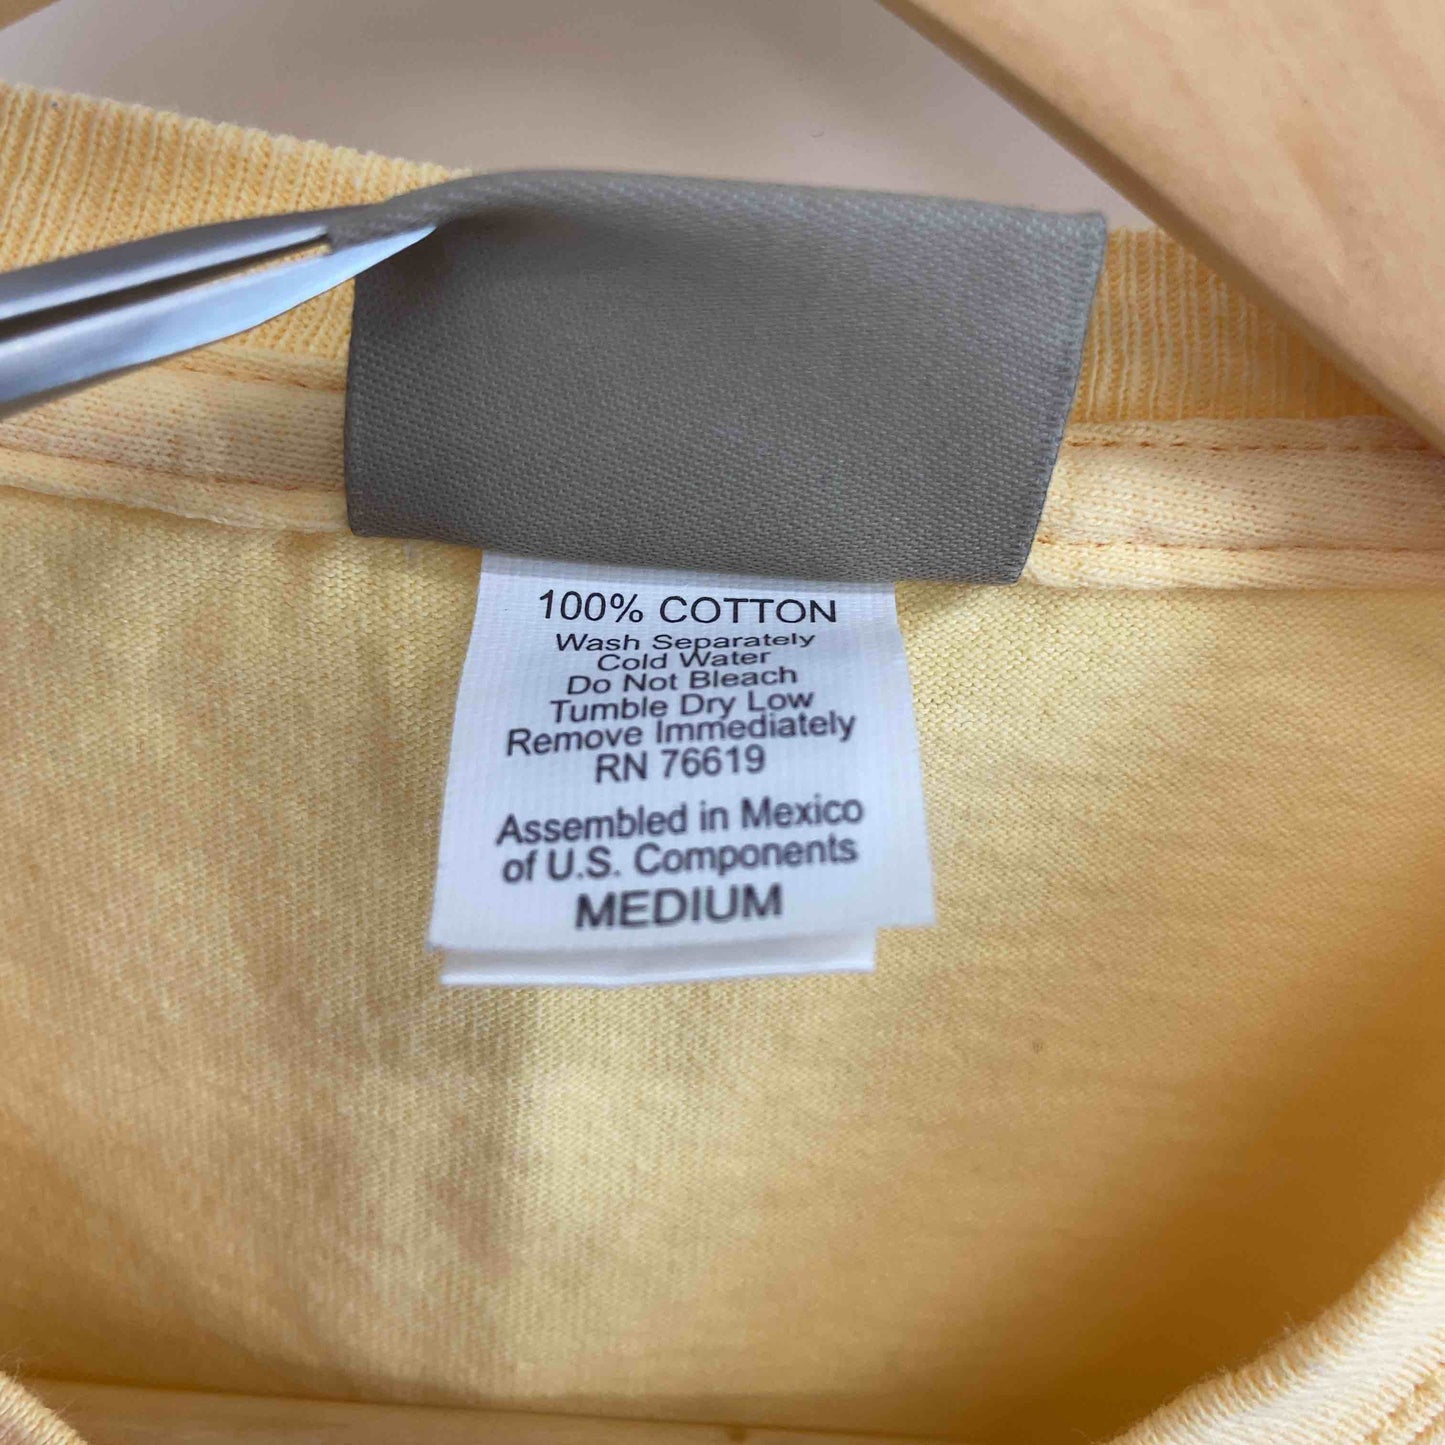 100% COTTON
Wash Separately
Cold Water
Do Not Bleach
Tumble Dry Low
Remove Immediately
RN 76619
Assembled in Mexico
of U.S. Components
MEDIUM